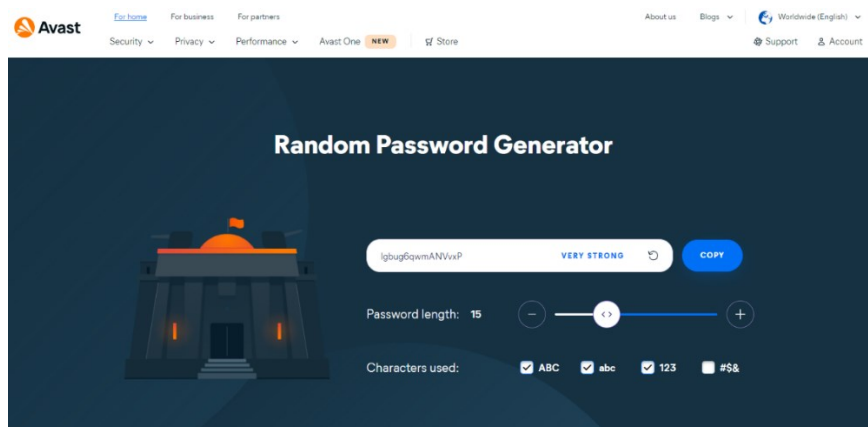 For home For business For partners About us Blogs Worldwide (English)
Avast
Security Privacy Performance Avast One NEW Store Support Account
Random Password Generator
lgbug6qwmANVvxP VERY STRONG COPY
Password length: 15 - < > +
Characters used: ABC abc 123 #$&